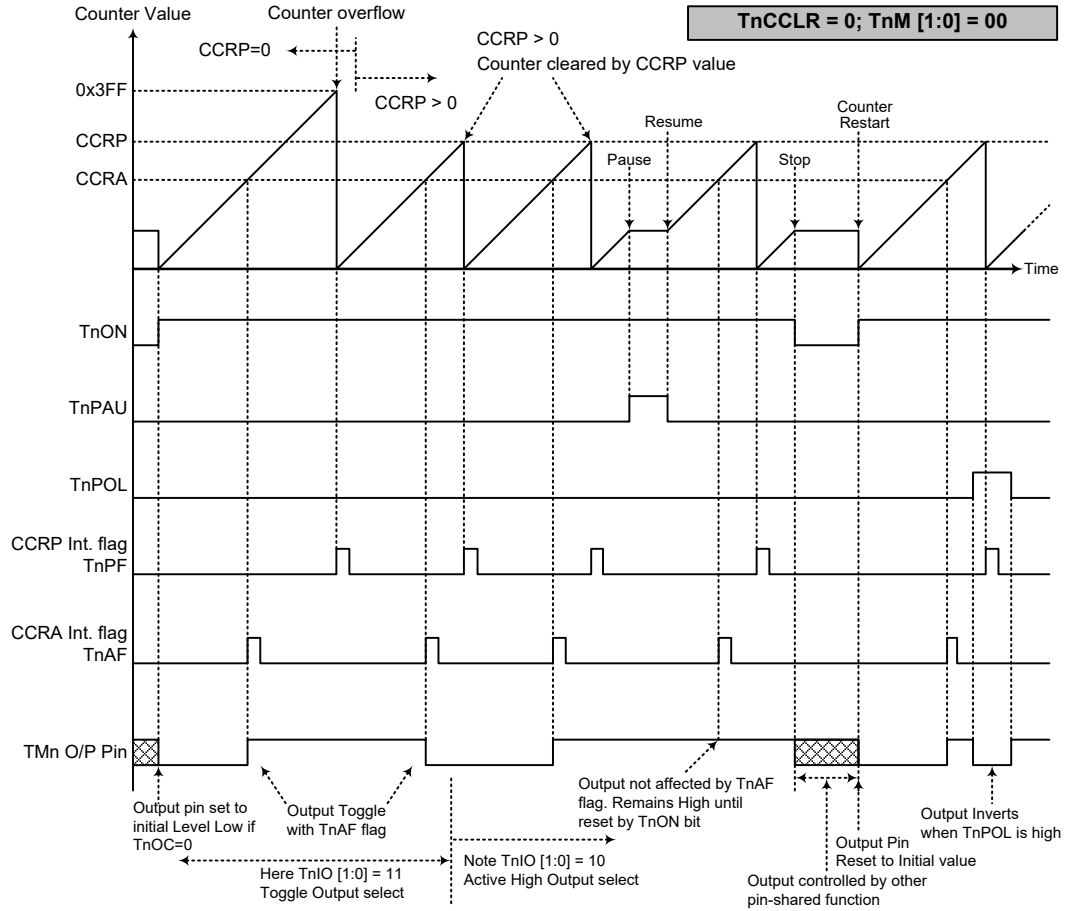 Counter Value
Counter overflow
TnCCLR = 0; TnM [1:0] = 00
CCRP=0
CCRP > 0
CCRP > 0
Counter cleared by CCRP value
0x3FF
CCRP
CCRA
Pause
Resume
Stop
Counter
Restart
Time
TnON
TnPAU
TnPOL
CCRP Int. flag
TnPF
CCRA Int. flag
TnAF
TMn O/P Pin
Output pin set to
initial Level Low if
TnOC=0
Output Toggle
with TnAF flag
Output not affected by TnAF
flag. Remains High until
reset by TnON bit
Output Inverts
when TnPOL is high
Output Pin
Reset to Initial value
Here TnIO [1:0] = 11
Toggle Output select
Note TnIO [1:0] = 10
Active High Output select
Output controlled by other
pin-shared function